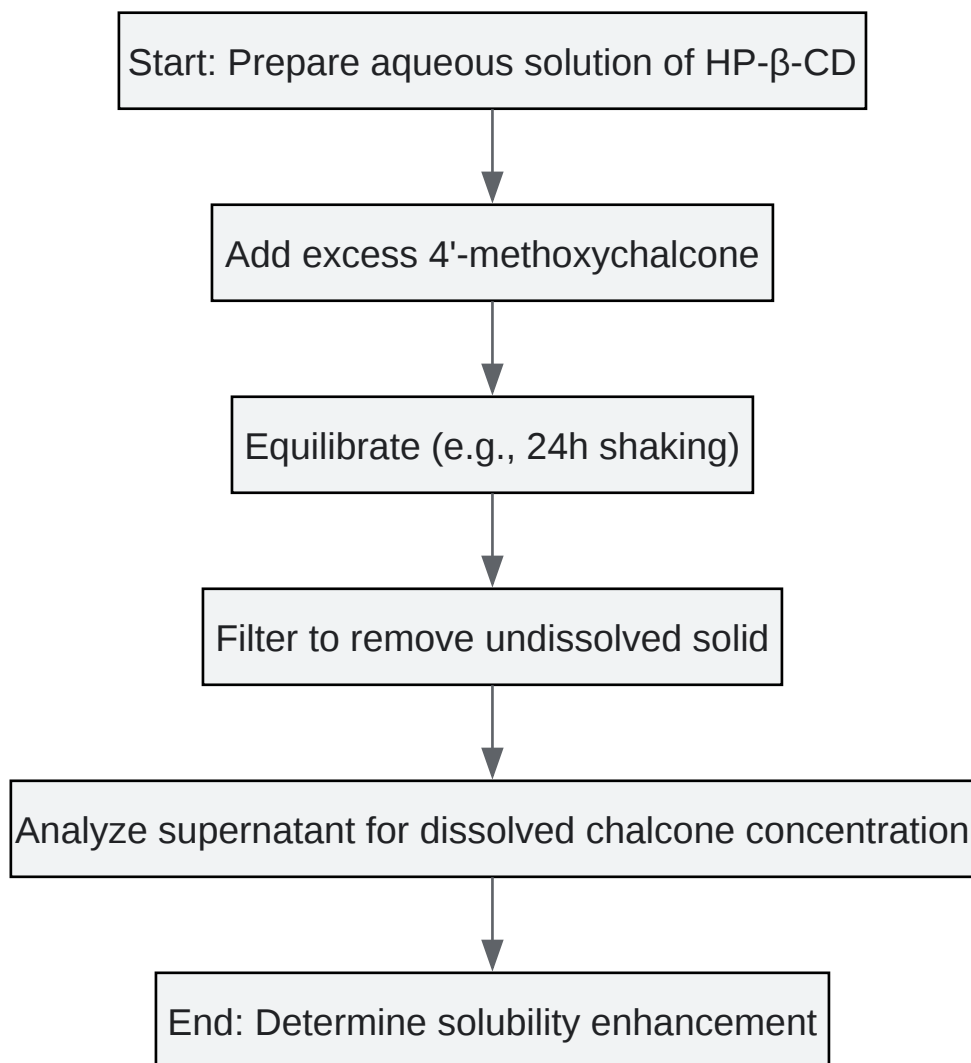 Start: Prepare aqueous solution of HP-β-CD
Add excess 4'-methoxychalcone
Equilibrate (e.g., 24h shaking)
Filter to remove undissolved solid
Analyze supernatant for dissolved chalcone concentration
End: Determine solubility enhancement